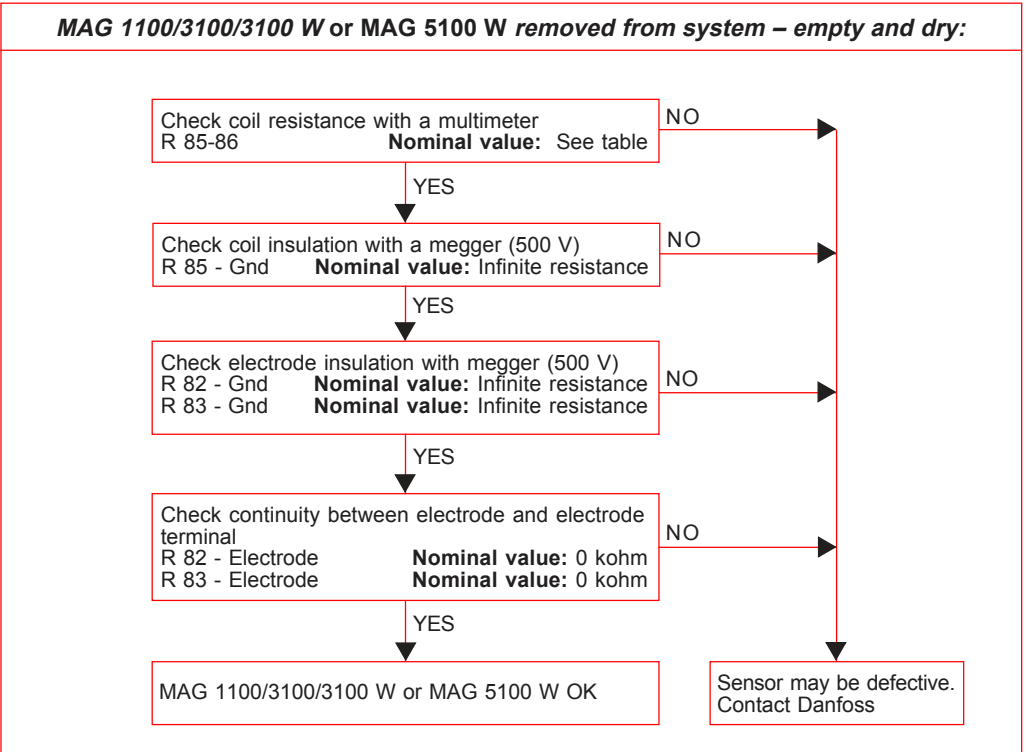 MAG 1100/3100/3100 W or MAG 5100 W removed from system – empty and dry:
Check coil resistance with a multimeter
R 85-86 Nominal value: See table
NO
YES
Check coil insulation with a megger (500 V)
R 85 - Gnd Nominal value: Infinite resistance
NO
YES
Check electrode insulation with megger (500 V)
R 82 - Gnd Nominal value: Infinite resistance
R 83 - Gnd Nominal value: Infinite resistance
NO
YES
Check continuity between electrode and electrode
terminal
R 82 - Electrode Nominal value: 0 kohm
R 83 - Electrode Nominal value: 0 kohm
NO
YES
MAG 1100/3100/3100 W or MAG 5100 W OK
Sensor may be defective.
Contact Danfoss